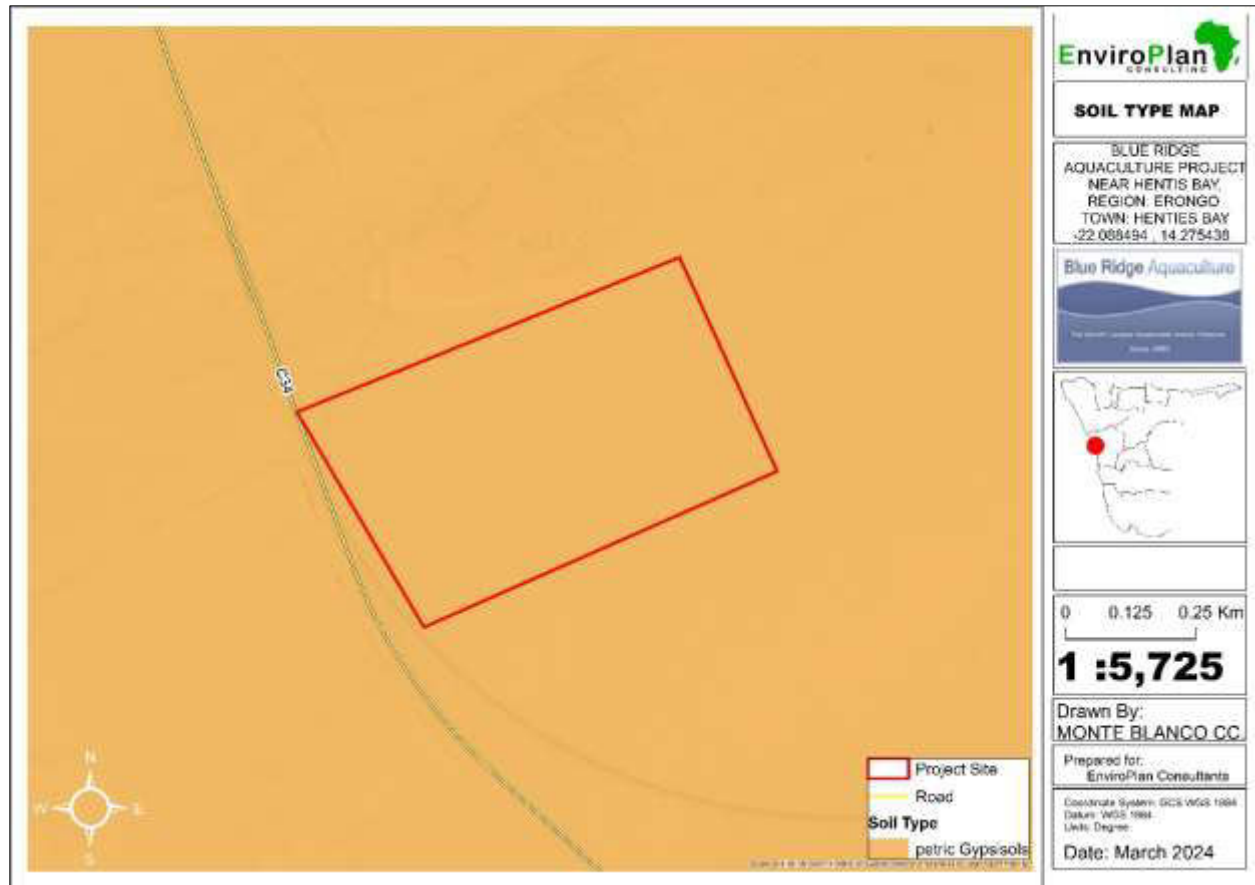 C34
N
W
E
S
Project Site
Road
Soil Type
petric Gypsisols
EnviroPlan
CONSULTING
SOIL TYPE MAP
BLUE RIDGE
AQUACULTURE PROJECT
NEAR HENTIS BAY,
REGION: ERONGO
TOWN: HENTIES BAY
-22.088494 , 14.275438
Blue Ridge Aquaculture
0 0.125 0.25 Km
1 :5,725
Drawn By:
MONTE BLANCO CC
Prepared for:
EnviroPlan Consultants
Coordinate System: GCS WGS 1984
Datum: WGS 1984
Units: Degree
Date: March 2024